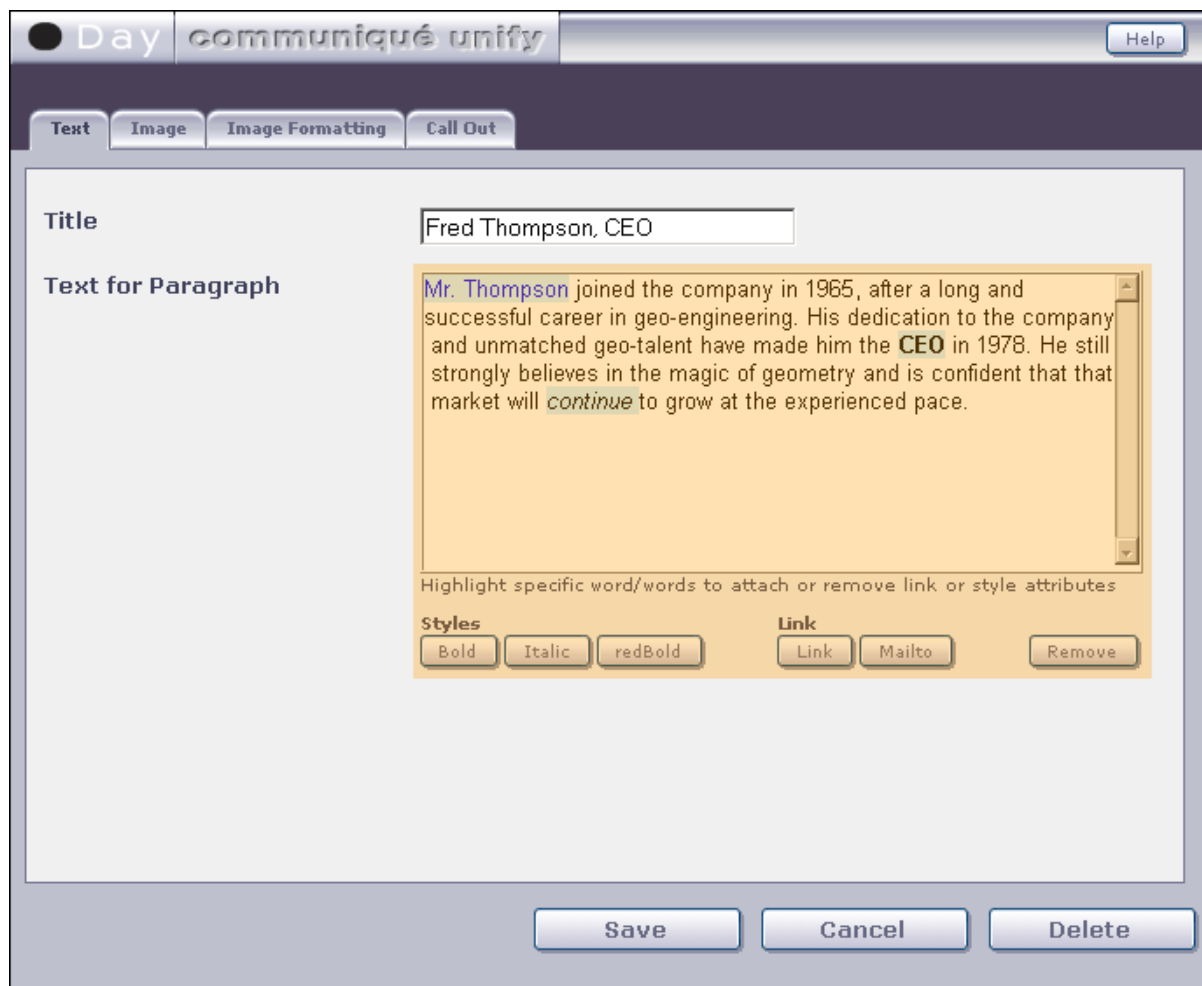 Day communiqué unify Help
Text Image Image Formatting Call Out
Title Fred Thompson, CEO
Text for Paragraph
Mr. Thompson joined the company in 1965, after a long and
successful career in geo-engineering. His dedication to the company
and unmatched geo-talent have made him the CEO in 1978. He still
strongly believes in the magic of geometry and is confident that that
market will continue to grow at the experienced pace.
Highlight specific word/words to attach or remove link or style attributes
Styles Link
Bold Italic redBold Link Mailto Remove
Save Cancel Delete